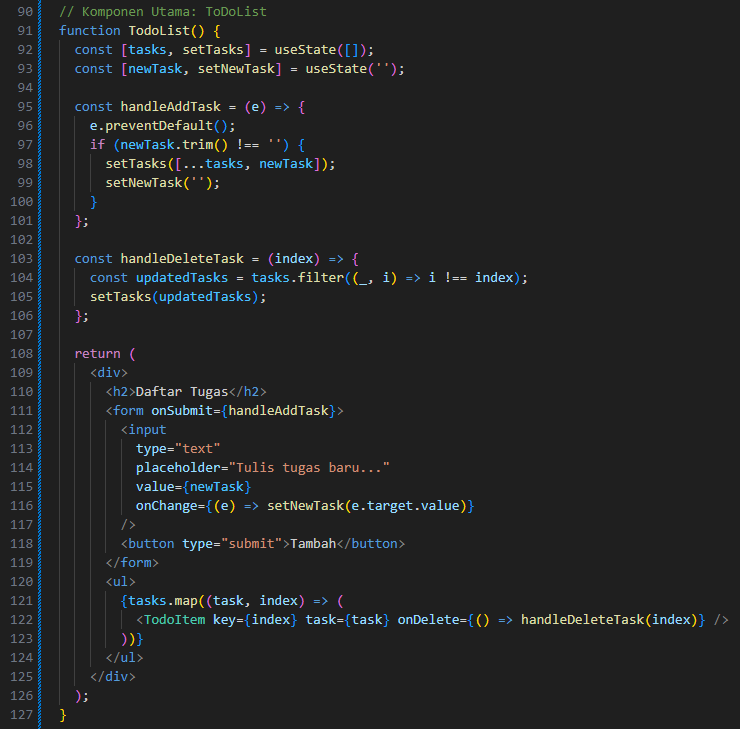 90 // Komponen Utama: ToDoList
91 function TodoList() {
92   const [tasks, setTasks] = useState([]);
93   const [newTask, setNewTask] = useState('');
94
95   const handleAddTask = (e) => {
96     e.preventDefault();
97     if (newTask.trim() !== '') {
98       setTasks([...tasks, newTask]);
99       setNewTask('');
100     }
101   };
102
103   const handleDeleteTask = (index) => {
104     const updatedTasks = tasks.filter((_, i) => i !== index);
105     setTasks(updatedTasks);
106   };
107
108   return (
109     <div>
110       <h2>Daftar Tugas</h2>
111       <form onSubmit={handleAddTask}>
112         <input
113           type="text"
114           placeholder="Tulis tugas baru..."
115           value={newTask}
116           onChange={(e) => setNewTask(e.target.value)}
117         />
118         <button type="submit">Tambah</button>
119       </form>
120       <ul>
121         {tasks.map((task, index) => (
122           <TodoItem key={index} task={task} onDelete={() => handleDeleteTask(index)} />
123         ))}
124       </ul>
125     </div>
126   );
127 }